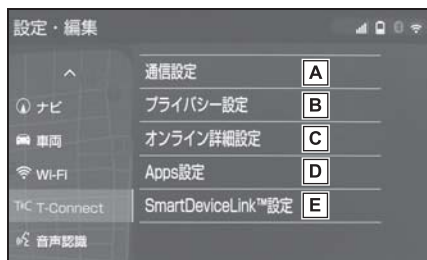 設定・編集
ナビ
車両
Wi-Fi
T-Connect
音声認識
通信設定 A
プライバシー設定 B
オンライン詳細設定 C
Apps設定 D
SmartDeviceLink™設定 E